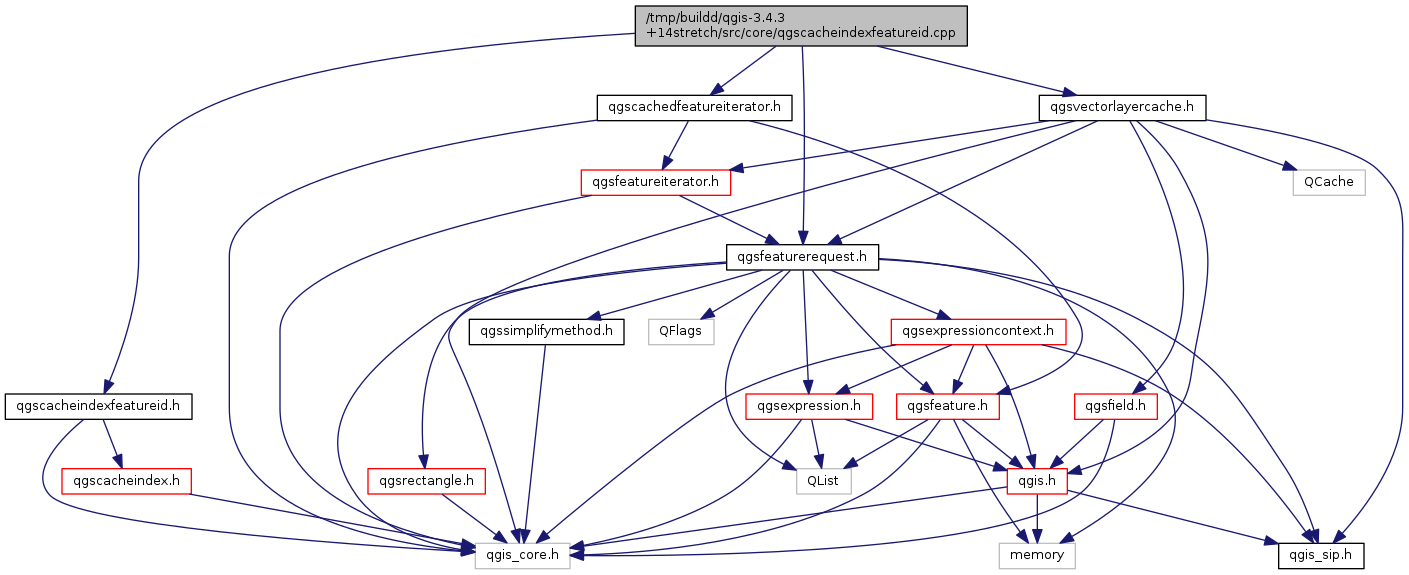 /tmp/buildd/qgis-3.4.3
+14stretch/src/core/qgscacheindexfeatureid.cpp
qgscachedfeatureiterator.h
qgsvectorlayercache.h
qgsfeatureiterator.h
QCache
qgsfeaturerequest.h
qgssimplifymethod.h
QFlags
qgsexpressioncontext.h
qgscacheindexfeatureid.h
qgsexpression.h
qgsfeature.h
qgsfield.h
qgscacheindex.h
qgsrectangle.h
QList
qgis.h
qgis_core.h
memory
qgis_sip.h